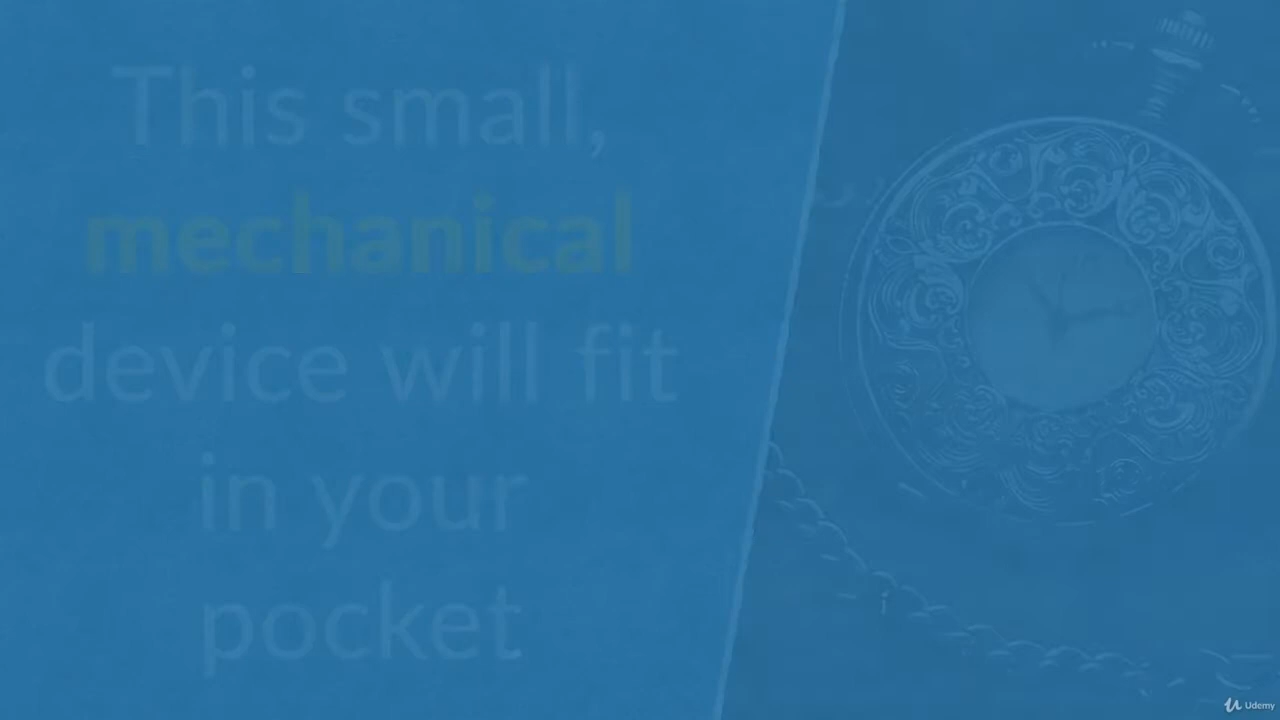 This small,
mechanical
device will fit
in your
pocket
Udemy